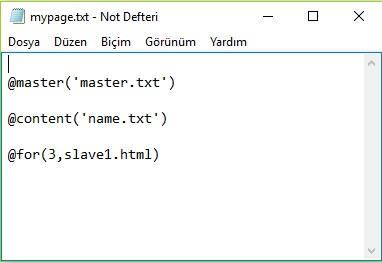 mypage.txt - Not Defteri
Dosya Düzen Biçim Görünüm Yardım
@master('master.txt')
@content('name.txt')
@for(3,slave1.html)